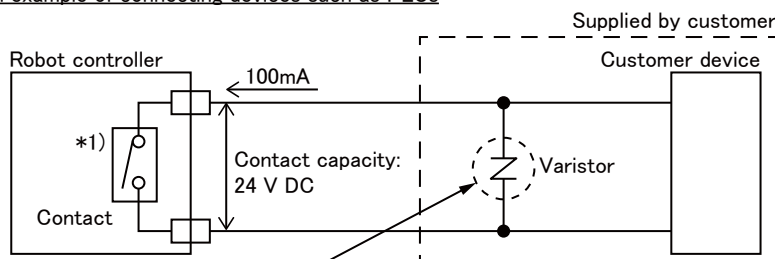 example of connecting devices such as PLCs
Supplied by customer
Robot controller
Customer device
100mA
*1)
Contact capacity:
24 V DC
Varistor
Contact